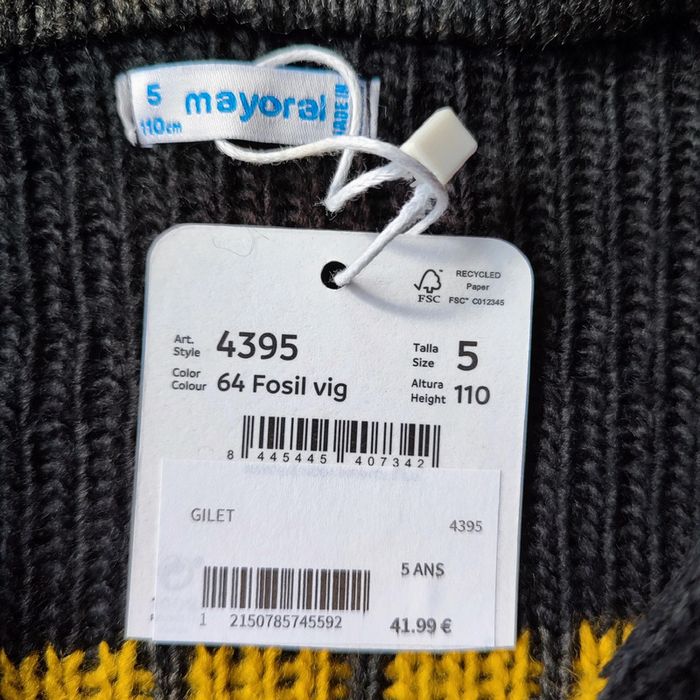 5 mayoral
110cm
MADE IN
RECYCLED
Paper
FSC
FSC™ C012345
Art.
Style 4395
Talla
Size 5
Color
Colour 64 Fosil vig
Altura
Height 110
8 445445 407342
GILET
4395
5 ANS
1 2150785745592
41.99 €